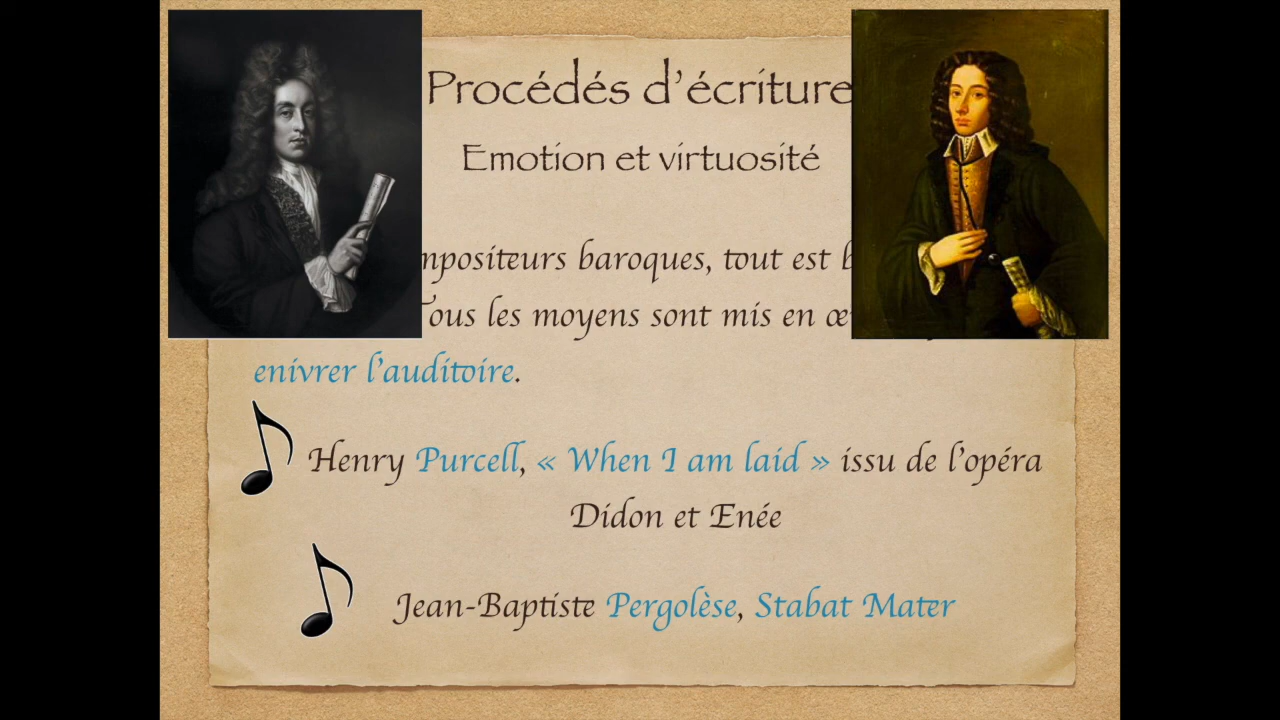 Procédés d’écriture
Emotion et virtuosité
baroques, tout est
ous les moyens sont mis en
enivrer l’auditoire.
Henry Purcell, « When I am laid » issu de l’opéra
Didon et Enée
Jean-Baptiste Pergolèse, Stabat Mater